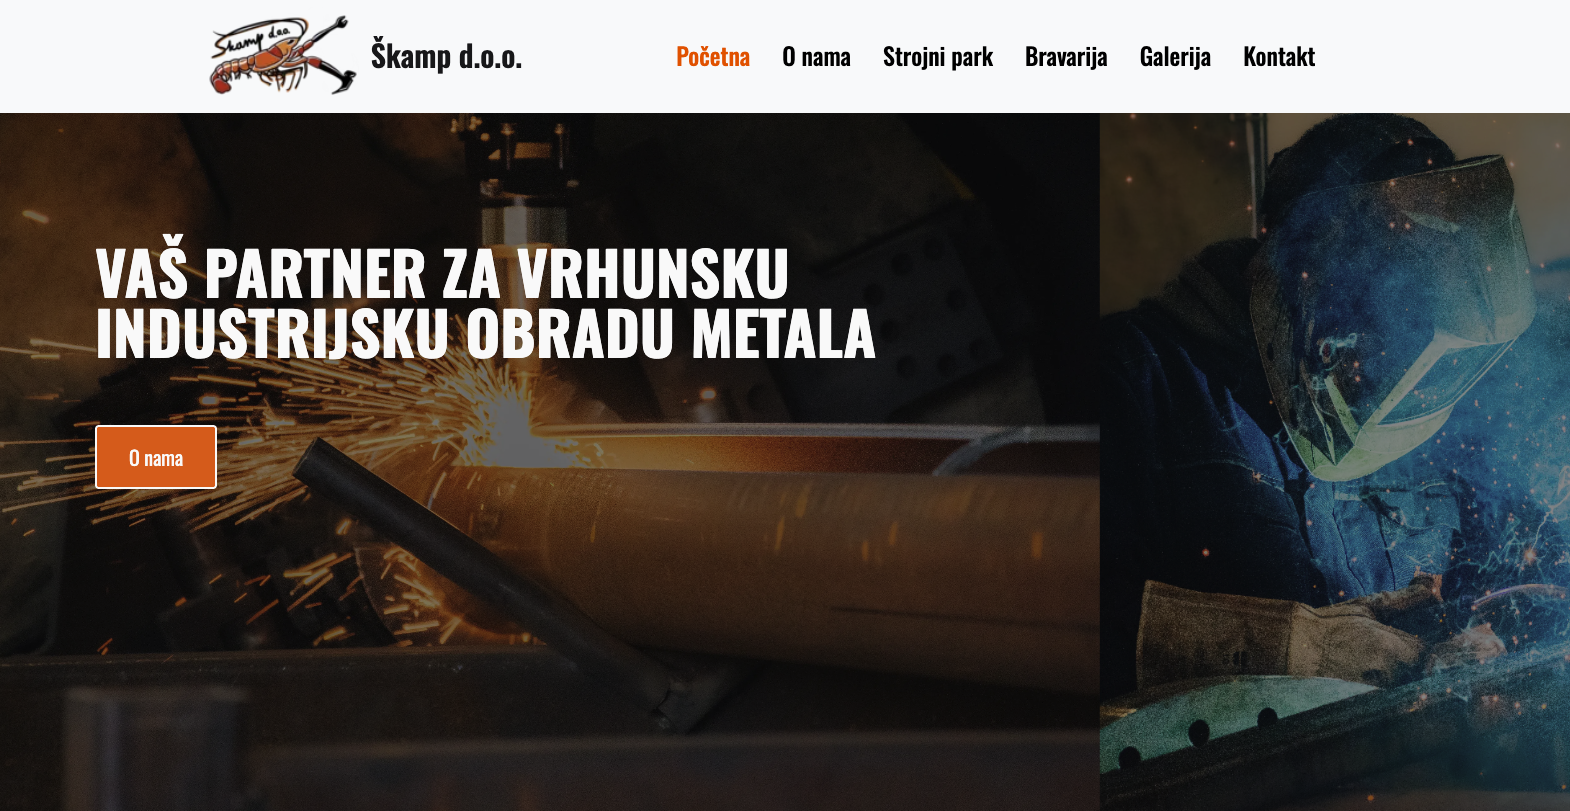 Škamp d.o.o.
Škamp d.o.o.
Početna
O nama
Strojni park
Bravarija
Galerija
Kontakt
VAŠ PARTNER ZA VRHUNSKU
INDUSTRIJSKU OBRADU METALA
O nama